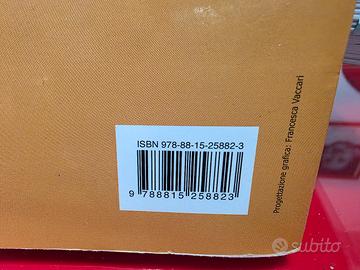 ISBN 978-88-15-25882-3
9 788815 258823
Progettazione grafica: Francesca Vaccari
subito